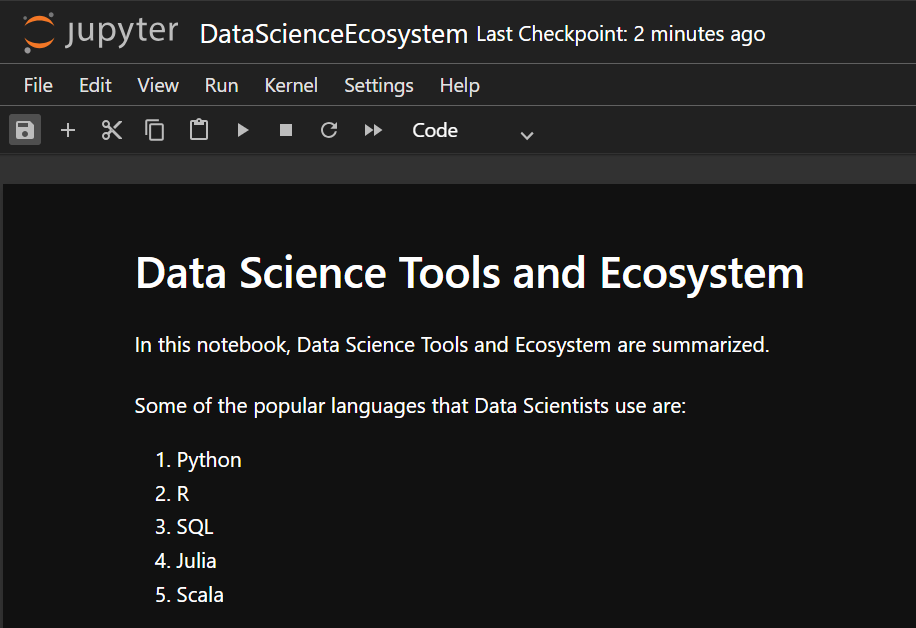 jupyter DataScienceEcosystem Last Checkpoint: 2 minutes ago
File Edit View Run Kernel Settings Help
Code
Data Science Tools and Ecosystem
In this notebook, Data Science Tools and Ecosystem are summarized.
Some of the popular languages that Data Scientists use are:
1. Python
2. R
3. SQL
4. Julia
5. Scala